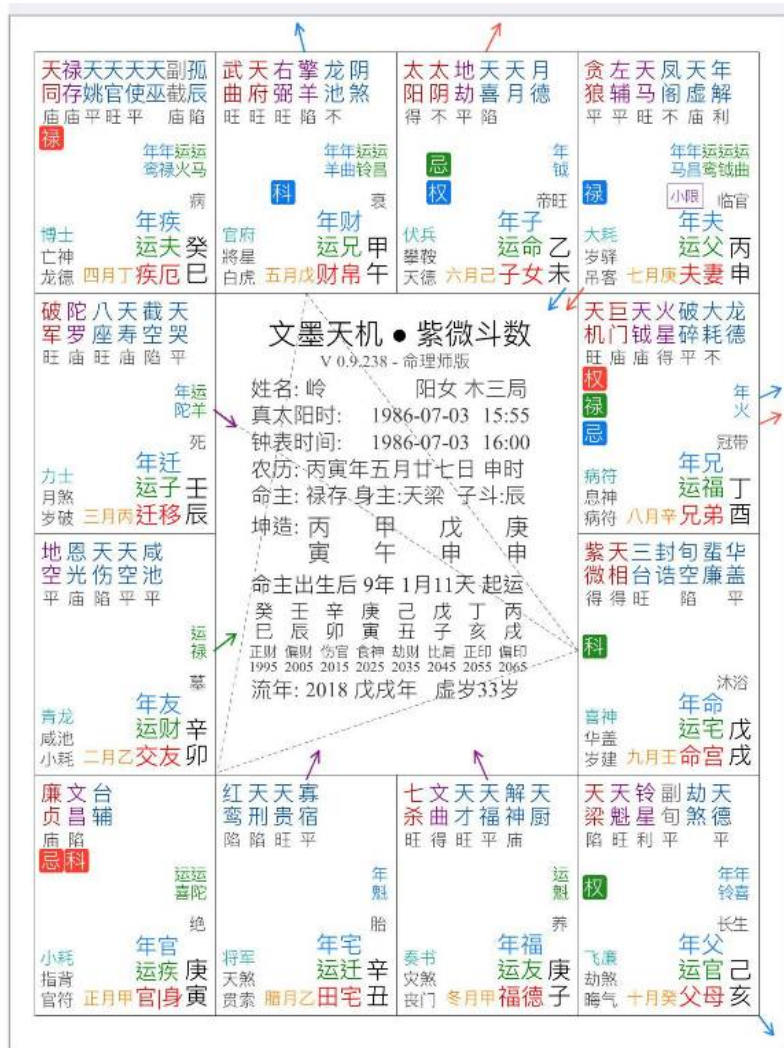 天禄天天天天副孤
同存姚官使巫截辰
庙庙平旺平 庙陷
禄
年年运运
鸾禄火马
病
博士
亡神
龙德
四月丁
年疾
运夫
疾厄
癸
巳
武天右擎龙阴
曲府弼羊池煞
旺旺旺陷不
年年运运
羊曲铃昌
科
衰
官府
将星
白虎
五月戊
年财
运兄
财帛
甲
午
太太地天天月
阳阴劫喜月德
得不平陷
忌
权
年
钺
帝旺
伏兵
攀鞍
天德
六月己
年子
运命
子女
乙
未
贪左天凤天年
狼辅马阁虚解
平平旺不庙利
年年运运运
马昌鸾钺曲
禄
小限
临官
大耗
岁驿
吊客
七月庚
年夫
运父
夫妻
丙
申
破陀八天截天
军罗座寿空哭
旺庙旺庙陷平
年运
陀羊
死
力士
月煞
岁破
三月丙
年迁
运子
迁移
壬
辰
文墨天机 ● 紫微斗数
V 0.9.238 - 命理师版
姓名: 岭 阳女 木三局
真太阳时: 1986-07-03 15:55
钟表时间: 1986-07-03 16:00
农历: 丙寅年五月廿七日 申时
命主: 禄存 身主:天梁 子斗:辰
坤造: 丙 甲 戊 庚
寅 午 申 申
命主出生后 9年 1月11天 起运
癸 壬 辛 庚 己 戊 丁 丙
巳 辰 卯 寅 丑 子 亥 戌
正财 偏财 伤官 食神 劫财 比肩 正印 偏印
1995 2005 2015 2025 2035 2045 2055 2065
流年: 2018 戊戌年 虚岁33岁
天巨天火破大龙
机门钺星碎耗德
旺庙庙得平不
权
禄
忌
年
火
冠带
病符
息神
病符
八月辛
年兄
运福
兄弟
丁
酉
地恩天天咸
空光伤空池
平庙陷平平
运
禄
墓
青龙
咸池
小耗
二月乙
年友
运财
交友
辛
卯
紫天三封旬蜚华
微相台诰空廉盖
得得旺 陷 平
科
沐浴
喜神
华盖
岁建
九月壬
年命
运宅
命宫
戊
戌
廉文台
贞昌辅
庙陷
忌科
运运
喜陀
绝
小耗
指背
官符
正月甲
年官
运疾
官|身
庚
寅
红天天寡
鸾刑贵宿
陷陷旺平
年
魁
胎
将军
天煞
贯索
腊月乙
年宅
运迁
田宅
辛
丑
七文天天解天
杀曲才福神厨
旺得旺平庙
运
魁
养
奏书
灾煞
丧门
冬月甲
年福
运友
福德
庚
子
天天铃副劫天
梁魁星旬煞德
陷旺利平 平
权
年年
铃喜
长生
飞廉
劫煞
晦气
十月癸
年父
运官
父母
己
亥